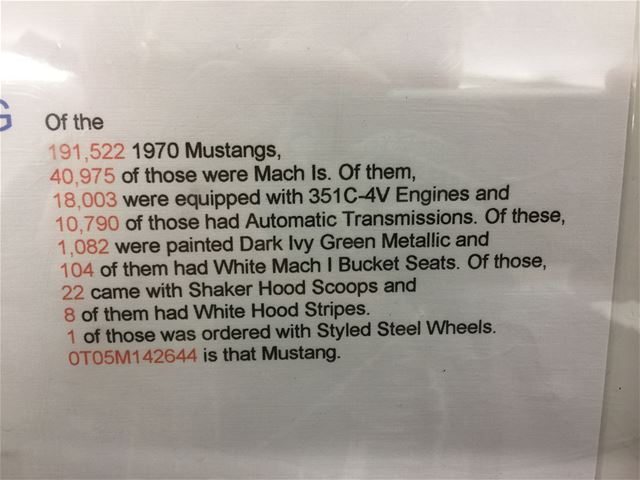 G
Of the
191,522 1970 Mustangs,
40,975 of those were Mach Is. Of them,
18,003 were equipped with 351C-4V Engines and
10,790 of those had Automatic Transmissions. Of these,
1,082 were painted Dark Ivy Green Metallic and
104 of them had White Mach I Bucket Seats. Of those,
22 came with Shaker Hood Scoops and
8 of them had White Hood Stripes.
1 of those was ordered with Styled Steel Wheels.
0T05M142644 is that Mustang.